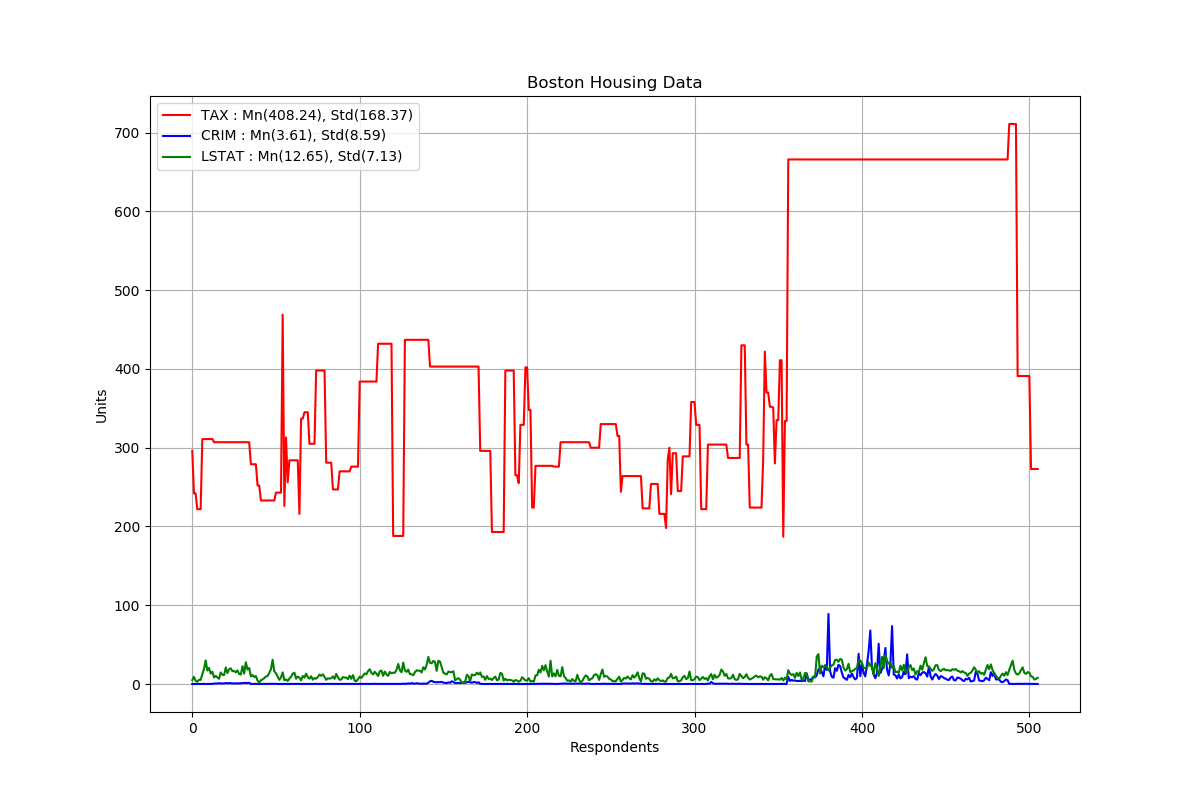 Boston Housing Data
TAX : Mn(408.24), Std(168.37)
CRIM : Mn(3.61), Std(8.59)
LSTAT : Mn(12.65), Std(7.13)
700
600
500
400
300
200
100
0
Units
0 100 200 300 400 500
Respondents